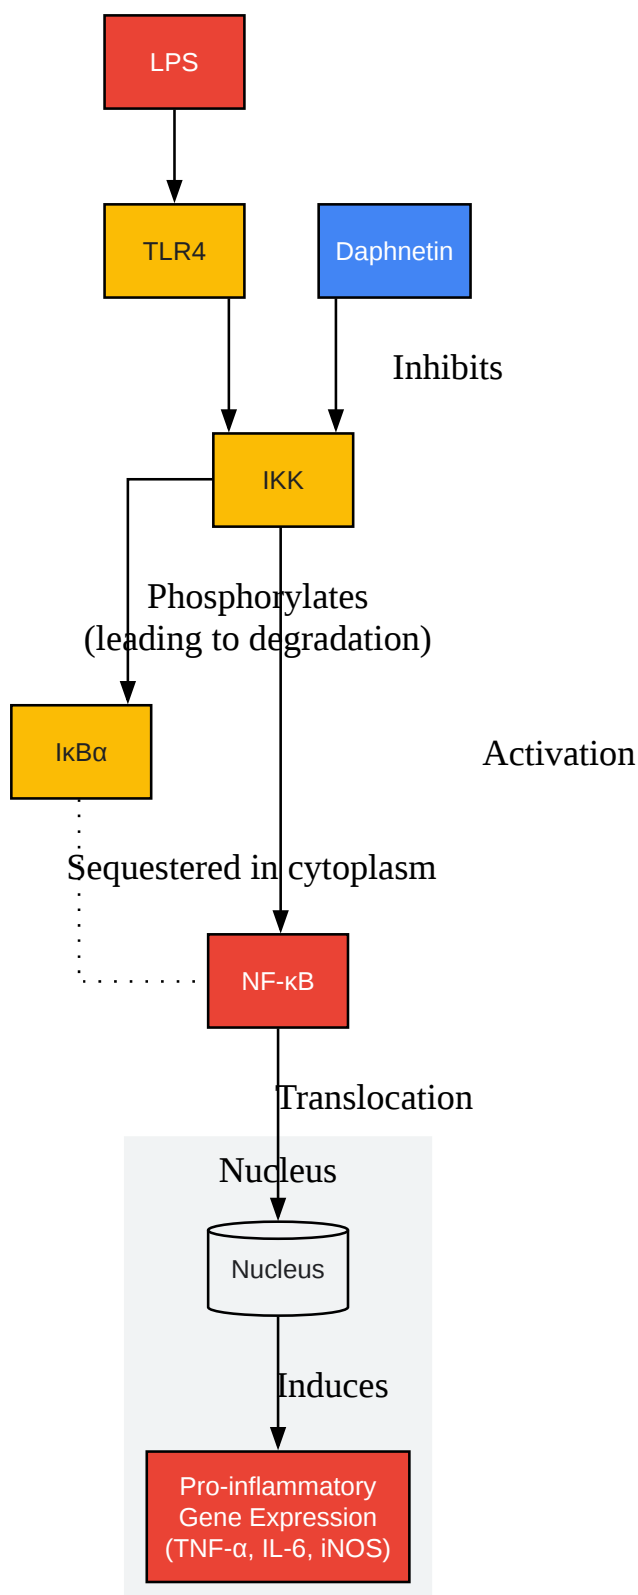 LPS
TLR4
Daphnetin
Inhibits
IKK
Phosphorylates
(leading to degradation)
IκBα
Activation
Sequestered in cytoplasm
NF-κB
Translocation
Nucleus
Nucleus
Induces
Pro-inflammatory
Gene Expression
(TNF-α, IL-6, iNOS)